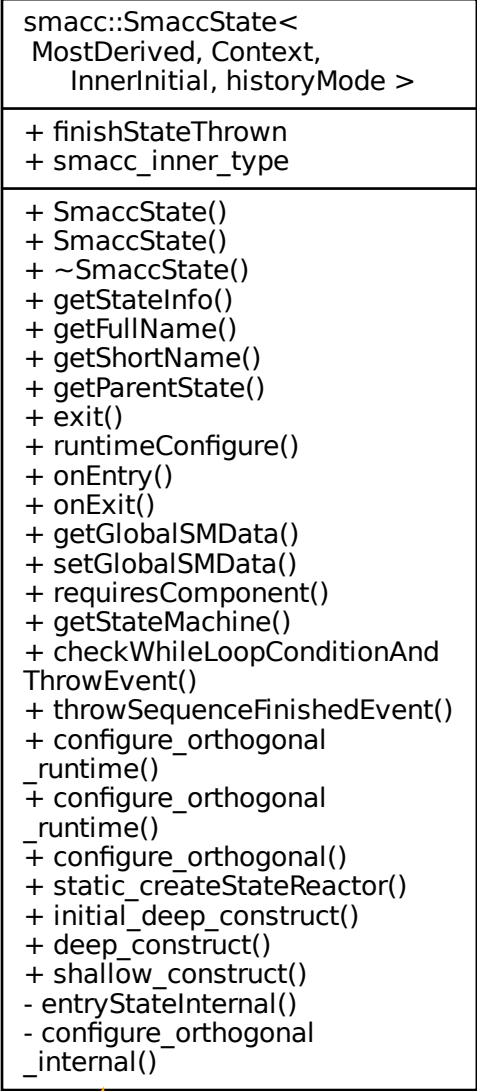 smacc::SmaccState<
MostDerived, Context,
InnerInitial, historyMode >
+ finishStateThrown
+ smacc_inner_type
+ SmaccState()
+ SmaccState()
+ ~SmaccState()
+ getStateInfo()
+ getFullName()
+ getShortName()
+ getParentState()
+ exit()
+ runtimeConfigure()
+ onEntry()
+ onExit()
+ getGlobalSMData()
+ setGlobalSMData()
+ requiresComponent()
+ getStateMachine()
+ checkWhileLoopConditionAnd
ThrowEvent()
+ throwSequenceFinishedEvent()
+ configure_orthogonal
_runtime()
+ configure_orthogonal
_runtime()
+ configure_orthogonal()
+ static_createStateReactor()
+ initial_deep_construct()
+ deep_construct()
+ shallow_construct()
- entryStateInternal()
- configure_orthogonal
_internal()